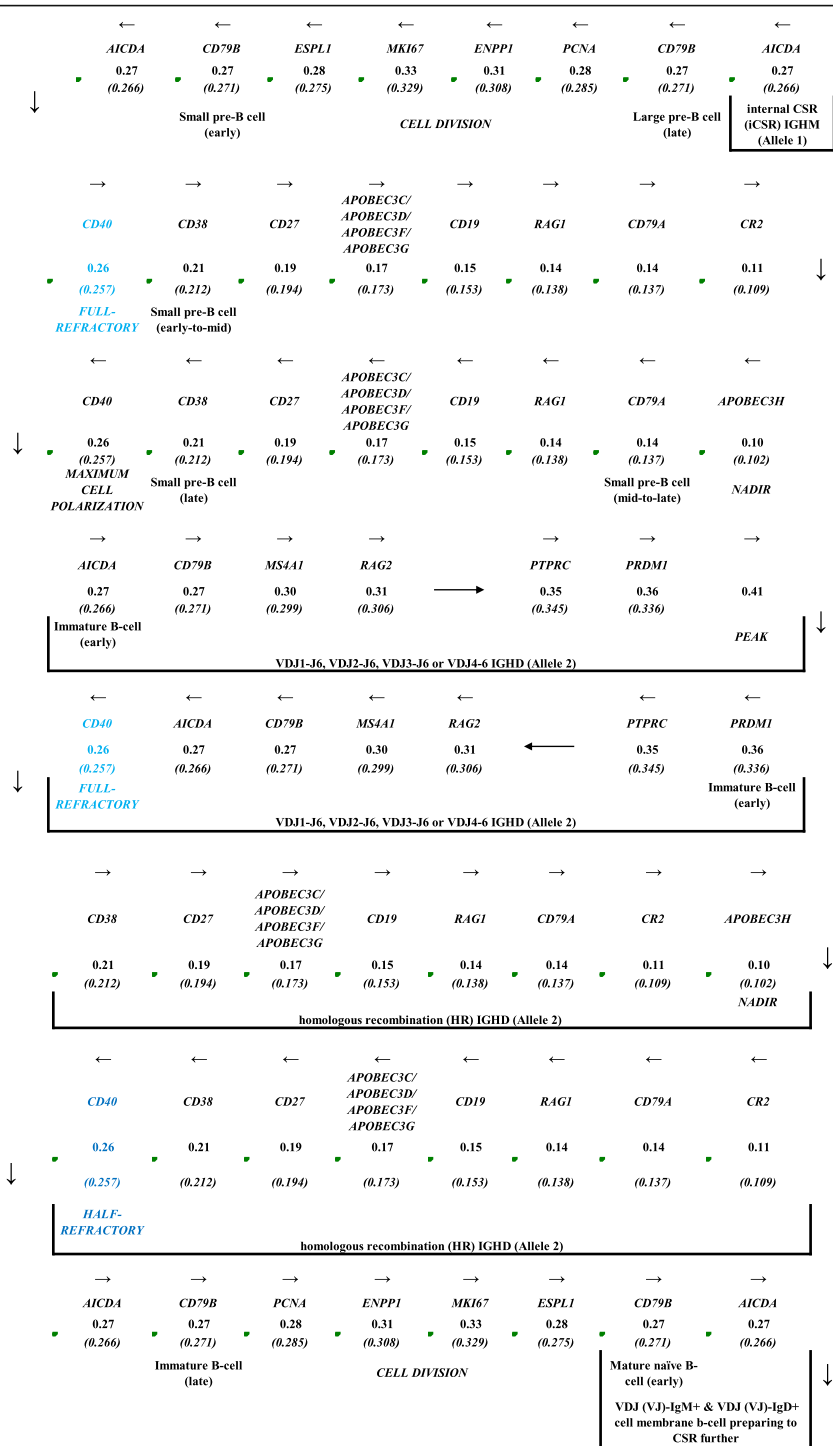 ← ← ← ← ← ← ← ←
AICDA CD79B ESPL1 MKI67 ENPP1 PCNA CD79B AICDA
0.27 0.27 0.28 0.33 0.31 0.28 0.27 0.27
(0.266) (0.271) (0.275) (0.329) (0.308) (0.285) (0.271) (0.266)
↓
Small pre-B cell (early) CELL DIVISION Large pre-B cell (late) internal CSR (iCSR) IGHM (Allele 1)
→ → → → → → → →
CD40 CD38 CD27 APOBEC3C/ APOBEC3D/ APOBEC3F/ APOBEC3G CD19 RAG1 CD79A CR2
0.26 0.21 0.19 0.17 0.15 0.14 0.14 0.11
↓
(0.257) (0.212) (0.194) (0.173) (0.153) (0.138) (0.137) (0.109)
FULL-REFRACTORY Small pre-B cell (early-to-mid)
← ← ← ← ← ← ← ←
CD40 CD38 CD27 APOBEC3C/ APOBEC3D/ APOBEC3F/ APOBEC3G CD19 RAG1 CD79A APOBEC3H
↓
0.26 0.21 0.19 0.17 0.15 0.14 0.14 0.10
(0.257) (0.212) (0.194) (0.173) (0.153) (0.138) (0.137) (0.102)
MAXIMUM CELL POLARIZATION Small pre-B cell (late) Small pre-B cell (mid-to-late) NADIR
→ → → → → → →
AICDA CD79B MS4A1 RAG2 PTPRC PRDM1
0.27 0.27 0.30 0.31 → 0.35 0.36 0.41
(0.266) (0.271) (0.299) (0.306) (0.345) (0.336)
↓
Immature B-cell (early) PEAK
VDJ1-J6, VDJ2-J6, VDJ3-J6 or VDJ4-6 IGHD (Allele 2)
← ← ← ← ← ← ←
CD40 AICDA CD79B MS4A1 RAG2 PTPRC PRDM1
0.26 0.27 0.27 0.30 0.31 ← 0.35 0.36
(0.257) (0.266) (0.271) (0.299) (0.306) (0.345) (0.336)
↓
FULL-REFRACTORY Immature B-cell (early)
VDJ1-J6, VDJ2-J6, VDJ3-J6 or VDJ4-6 IGHD (Allele 2)
→ → → → → → → →
CD38 CD27 APOBEC3C/ APOBEC3D/ APOBEC3F/ APOBEC3G CD19 RAG1 CD79A CR2 APOBEC3H
↓
0.21 0.19 0.17 0.15 0.14 0.14 0.11 0.10
(0.212) (0.194) (0.173) (0.153) (0.138) (0.137) (0.109) (0.102)
NADIR
homologous recombination (HR) IGHD (Allele 2)
← ← ← ← ← ← ← ←
CD40 CD38 CD27 APOBEC3C/ APOBEC3D/ APOBEC3F/ APOBEC3G CD19 RAG1 CD79A CR2
0.26 0.21 0.19 0.17 0.15 0.14 0.14 0.11
↓
(0.257) (0.212) (0.194) (0.173) (0.153) (0.138) (0.137) (0.109)
HALF-REFRACTORY
homologous recombination (HR) IGHD (Allele 2)
→ → → → → → → →
AICDA CD79B PCNA ENPP1 MKI67 ESPL1 CD79B AICDA
0.27 0.27 0.28 0.31 0.33 0.28 0.27 0.27
(0.266) (0.271) (0.285) (0.308) (0.329) (0.275) (0.271) (0.266)
↓
Immature B-cell (late) CELL DIVISION Mature naïve B-cell (early)
VDJ (VJ)-IgM+ & VDJ (VJ)-IgD+
cell membrane b-cell preparing to
CSR further